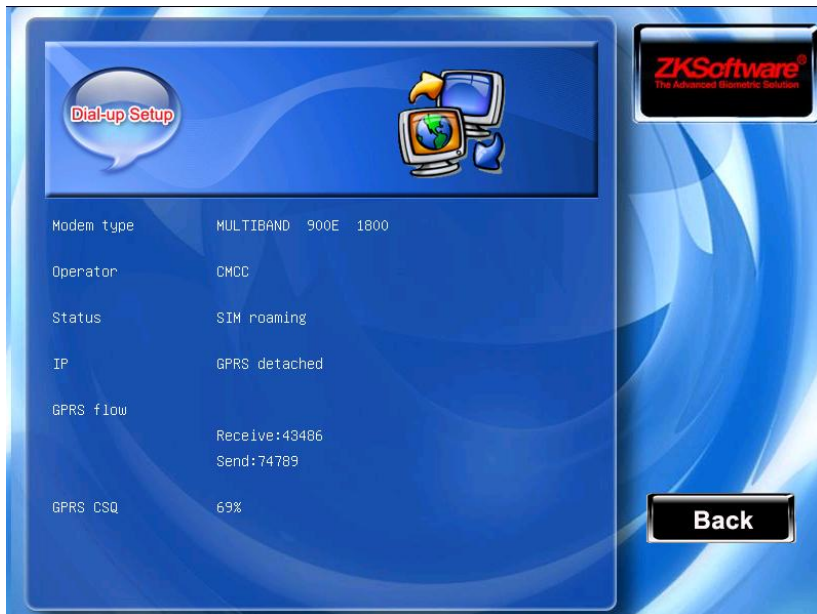 Dial-up Setup
ZKSoftware®
The Advanced Biometric Solution
Modem type MULTIBAND 900E 1800
Operator CMCC
Status SIM roaming
IP GPRS detached
GPRS flow
Receive:43486
Send:74789
GPRS CSQ 69%
Back